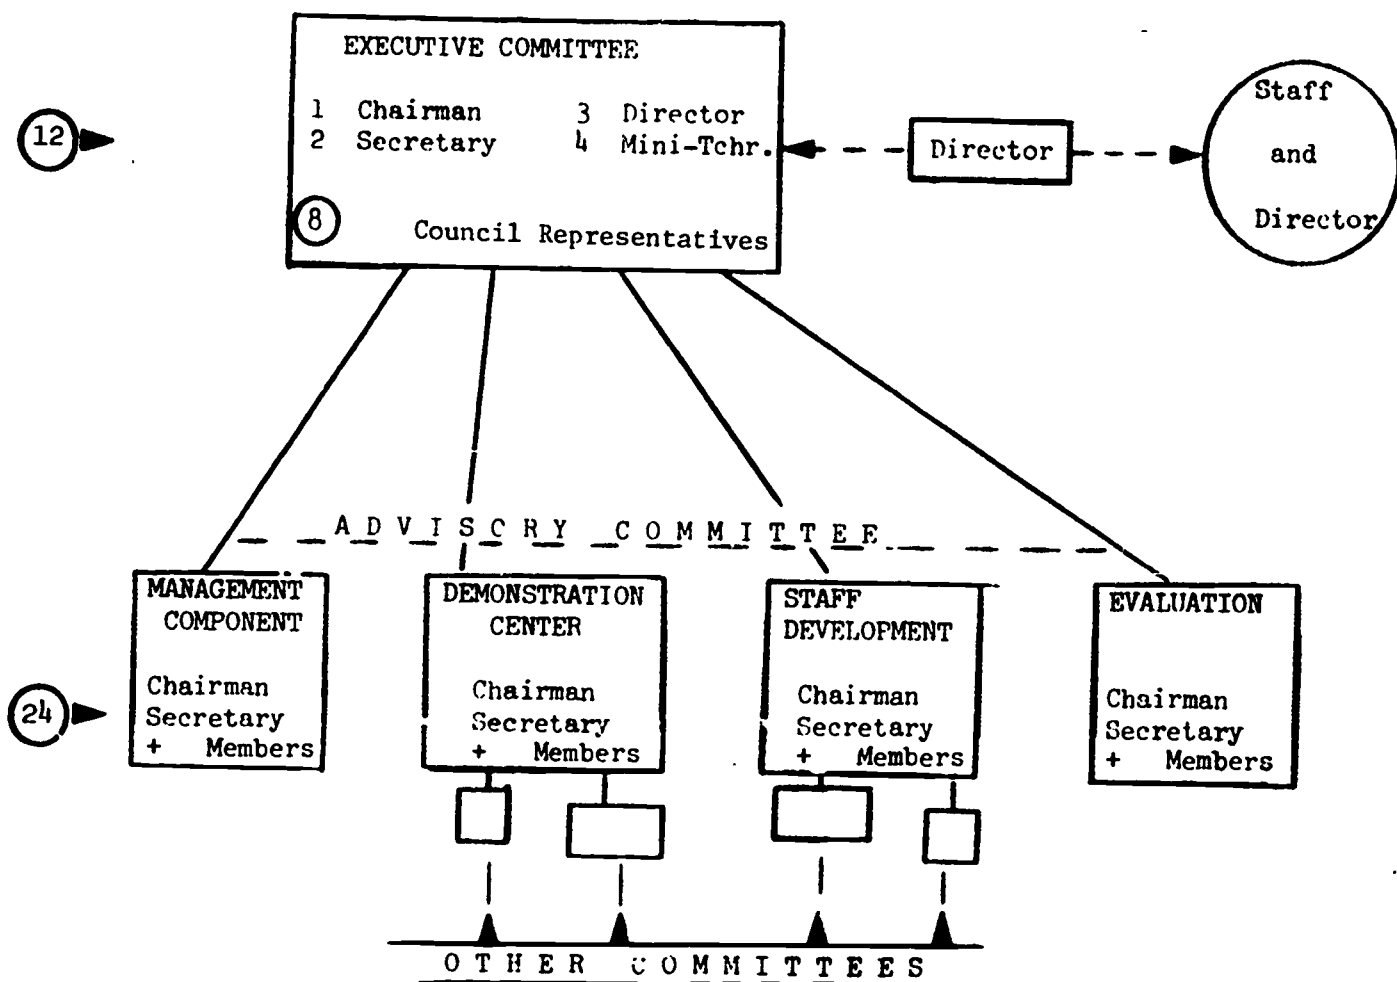 EXECUTIVE COMMITTEE
1 Chairman 3 Director
2 Secretary 4 Mini-Tchr.
8 Council Representatives
12
Director
Staff
and
Director
ADVISCRY COMMITTEE
MANAGEMENT
COMPONENT
Chairman
Secretary
+ Members
DEMONSTRATION
CENTER
Chairman
Secretary
+ Members
STAFF
DEVELOPMENT
Chairman
Secretary
+ Members
EVALUATION
Chairman
Secretary
+ Members
24
OTHER COMMITTEES